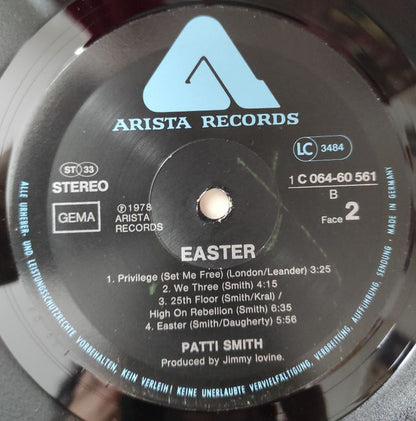 ARISTA RECORDS
LC 3484
ST 33
STEREO
GEMA
℗ 1978
ARISTA
RECORDS
1 C 064-60 561
B
Face 2
EASTER
1. Privilege (Set Me Free) (London/Leander) 3:25
2. We Three (Smith) 4:16
3. 25th Floor (Smith/Kral) /
High On Rebellion (Smith) 6:35
4. Easter (Smith/Daugherty) 5:56
PATTI SMITH
Produced by Jimmy Iovine.
ALLE URHEBER- UND LEISTUNGSSCHUTZRECHTE VORBEHALTEN. KEIN VERLEIH! KEINE UNERLAUBTE VERVIELFÄLTIGUNG, VERMIETUNG, AUFFÜHRUNG, SENDUNG · MADE IN GERMANY